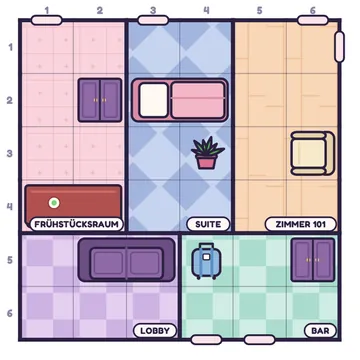 1 2 3 4 5 6
1
2
3
4
FRÜHSTÜCKSRAUM
SUITE
ZIMMER 101
5
6
LOBBY
BAR